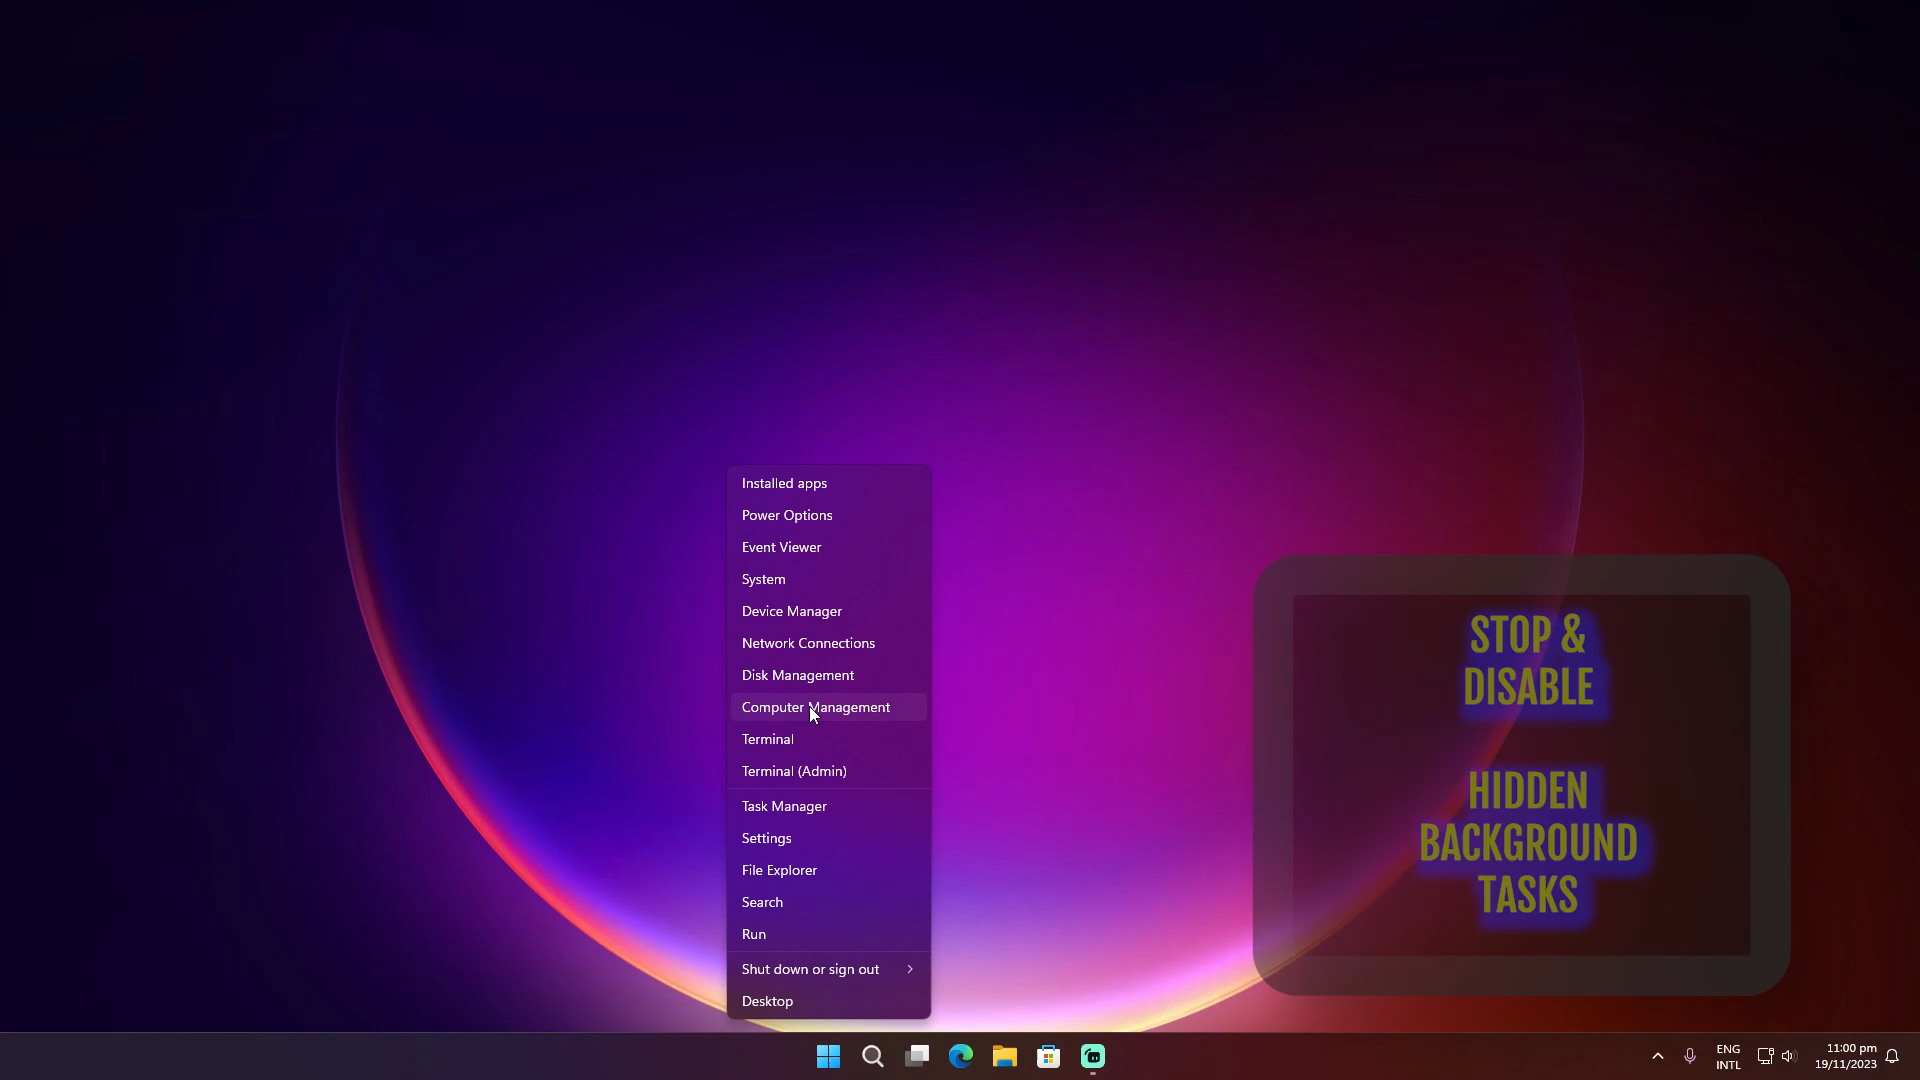 Installed apps
Power Options
Event Viewer
System
Device Manager
Network Connections
Disk Management
Computer Management
Terminal
Terminal (Admin)
Task Manager
Settings
File Explorer
Search
Run
Shut down or sign out
Desktop
STOP &
DISABLE
HIDDEN
BACKGROUND
TASKS
ENG
INTL
11:00 pm
19/11/2023